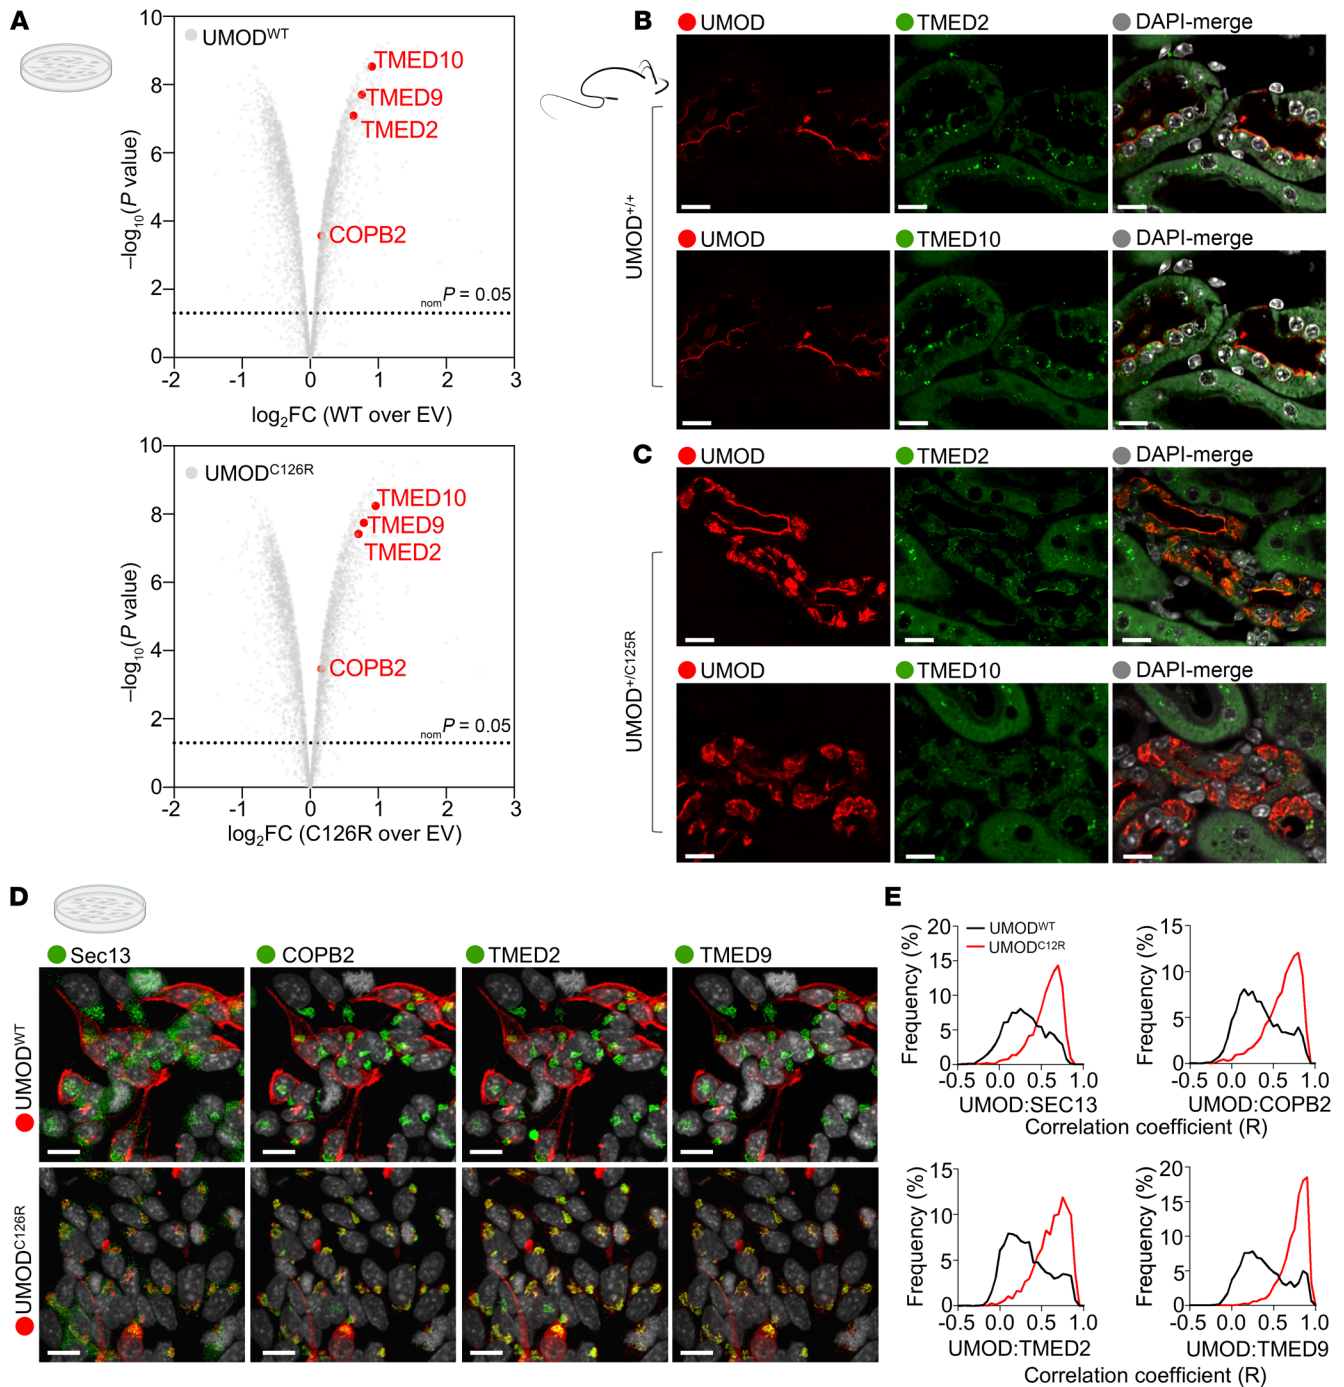 A
UMODWT
TMED10
TMED9
TMED2
COPB2
nomP = 0.05
–log10(P value)
10
8
6
4
2
0
-2 -1 0 1 2 3
log2FC (WT over EV)
UMODC126R
TMED10
TMED9
TMED2
COPB2
nomP = 0.05
–log10(P value)
10
8
6
4
2
0
-2 -1 0 1 2 3
log2FC (C126R over EV)
B
UMOD TMED2 DAPI-merge
UMOD+/+
UMOD TMED10 DAPI-merge
C
UMOD TMED2 DAPI-merge
UMOD+/C125R
UMOD TMED10 DAPI-merge
D
Sec13 COPB2 TMED2 TMED9
UMODWT
UMODC126R
E
UMODWT
UMODC12R
Frequency (%)
20
15
10
5
0
-0.5 0.0 0.5 1.0
UMOD:SEC13
Frequency (%)
15
10
5
0
-0.5 0.0 0.5 1.0
UMOD:COPB2
Correlation coefficient (R)
Frequency (%)
15
10
5
0
-0.5 0.0 0.5 1.0
UMOD:TMED2
Frequency (%)
20
15
10
5
0
-0.5 0.0 0.5 1.0
UMOD:TMED9
Correlation coefficient (R)